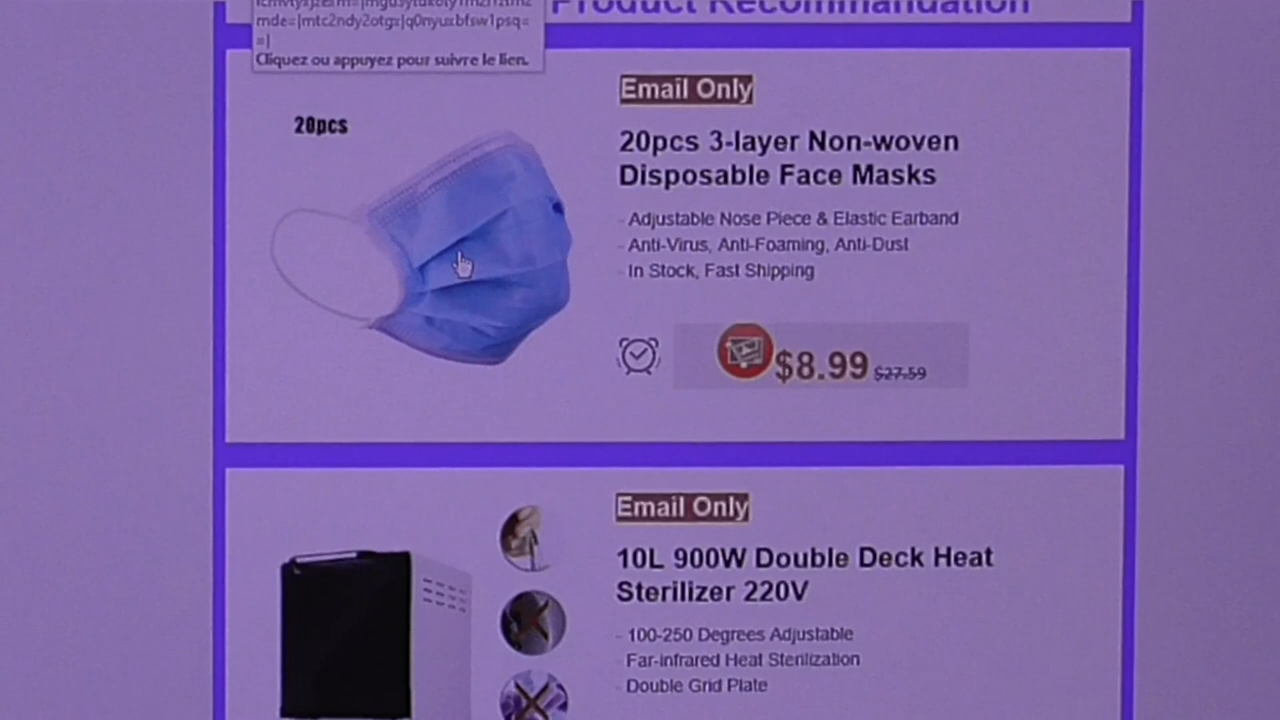 Product Recommandation
mde=|mtc2ndy2otgx|q0nyuxbfsw1psq=
=|
Cliquez ou appuyez pour suivre le lien.
Email Only
20pcs
20pcs 3-layer Non-woven
Disposable Face Masks
- Adjustable Nose Piece & Elastic Earband
- Anti-Virus, Anti-Foaming, Anti-Dust
- In Stock, Fast Shipping
$8.99 $27.59
Email Only
10L 900W Double Deck Heat
Sterilizer 220V
- 100-250 Degrees Adjustable
- Far-infrared Heat Sterilization
- Double Grid Plate